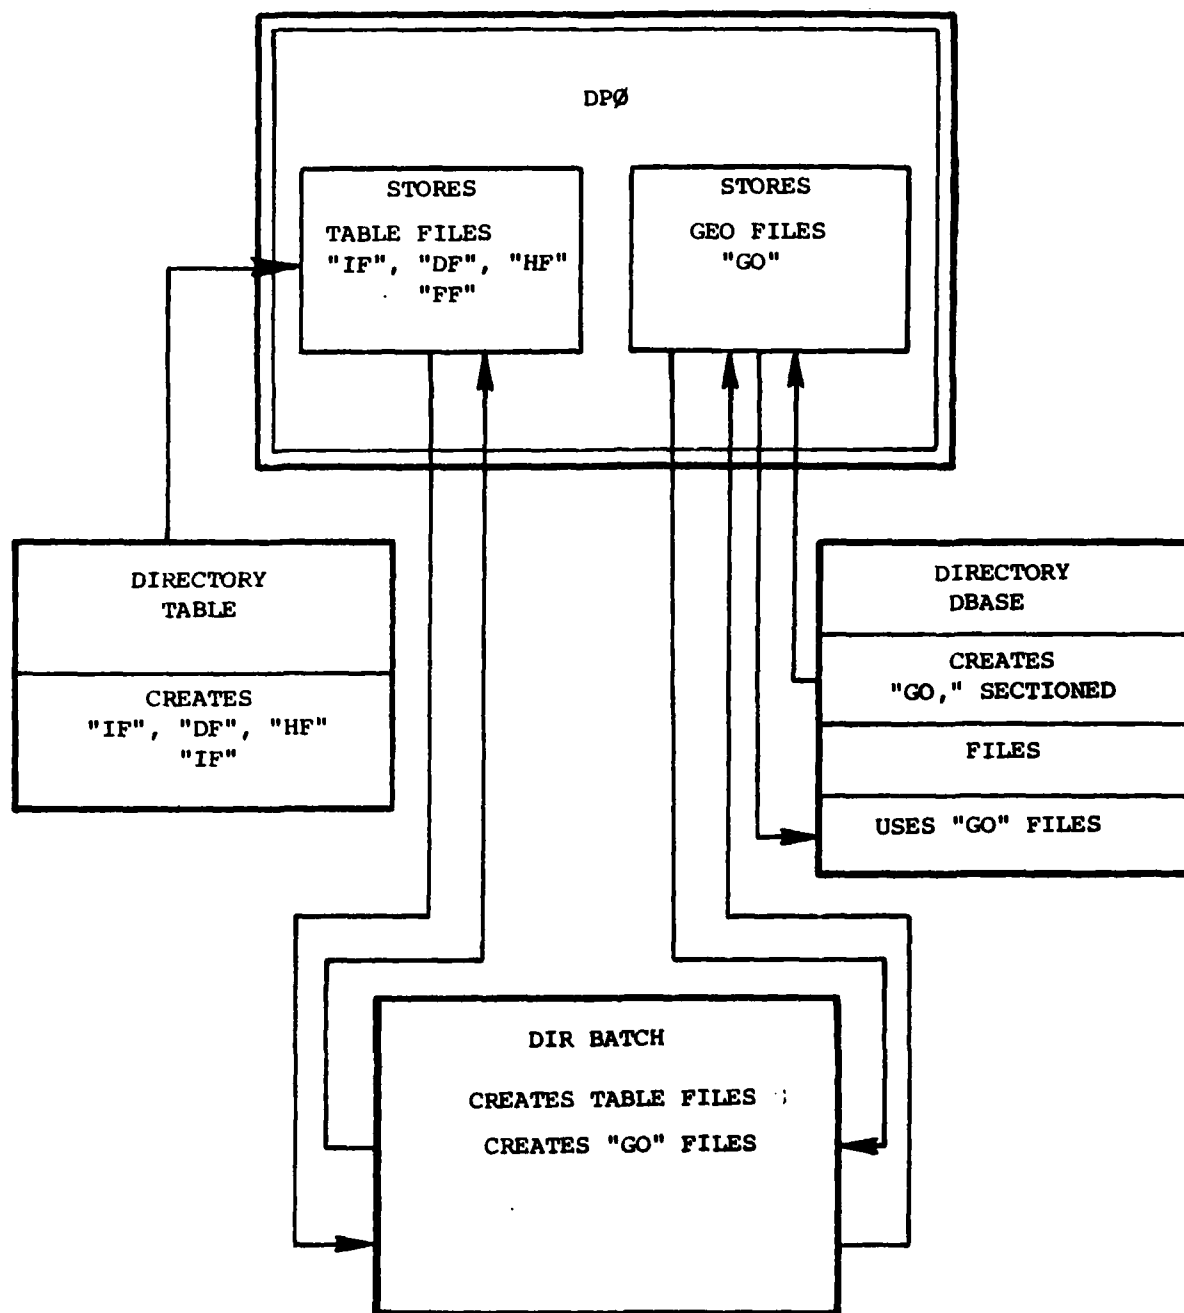 DPØ
STORES
TABLE FILES
"IF", "DF", "HF"
"FF"
STORES
GEO FILES
"GO"
DIRECTORY
TABLE
CREATES
"IF", "DF", "HF"
"IF"
DIRECTORY
DBASE
CREATES
"GO," SECTIONED
FILES
USES "GO" FILES
DIR BATCH
CREATES TABLE FILES
CREATES "GO" FILES